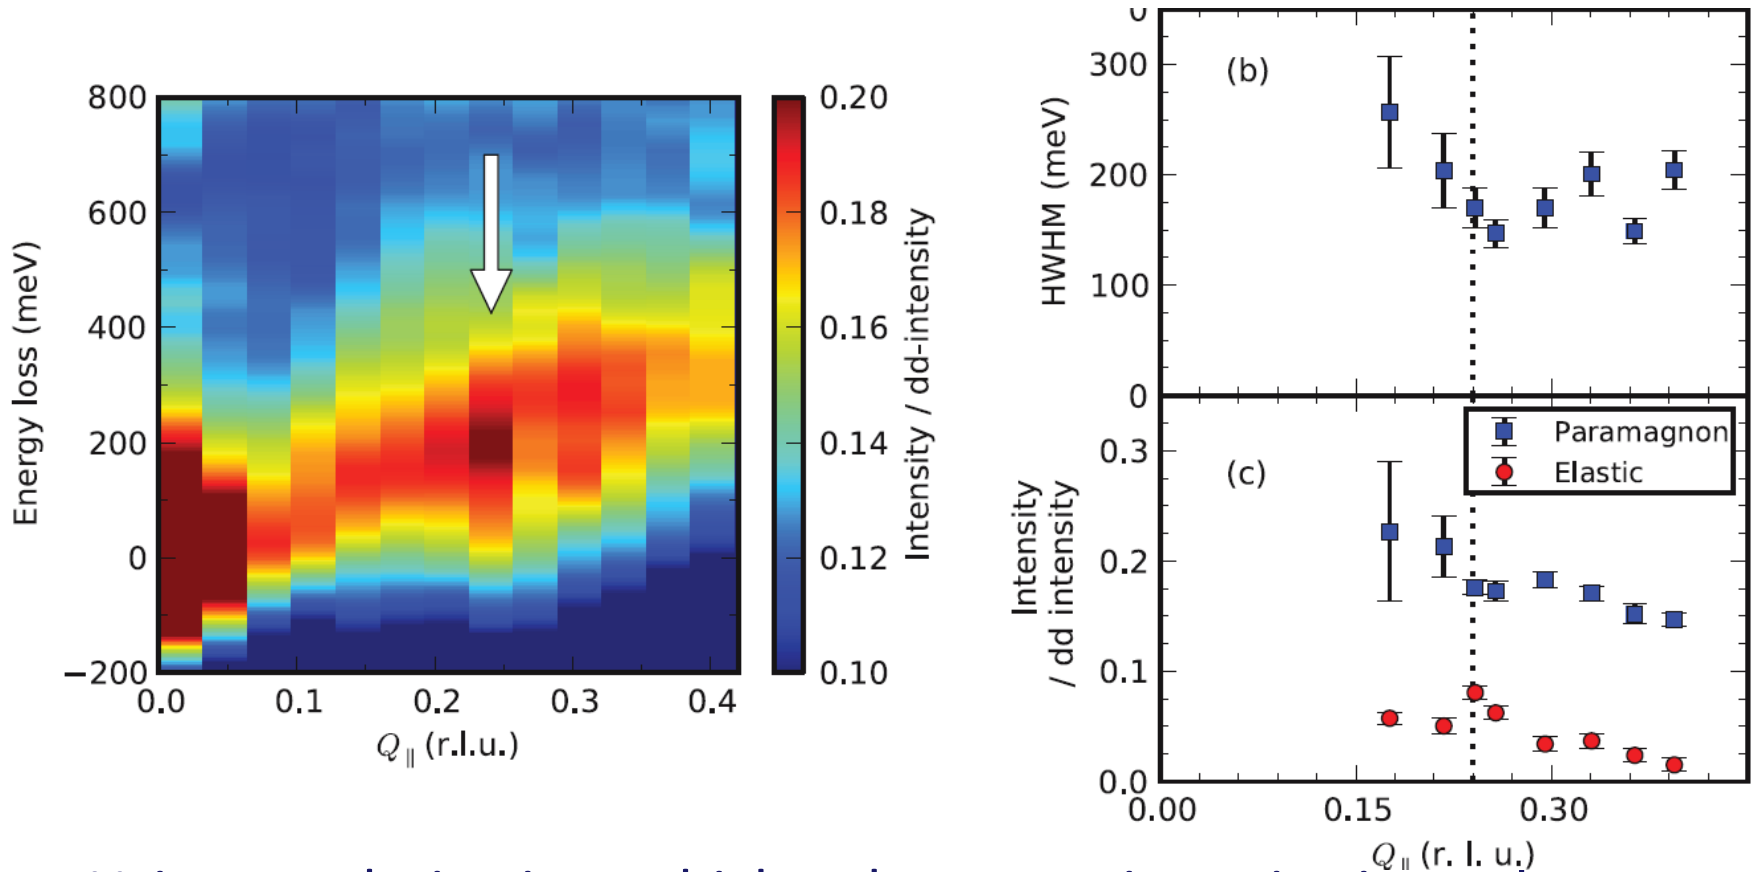 800
600
400
200
0
−200
Energy loss (meV)
0.0 0.1 0.2 0.3 0.4
Q∥ (r.l.u.)
0.20
0.18
0.16
0.14
0.12
0.10
Intensity / dd-intensity
(b)
300
200
100
0
HWHM (meV)
Paramagnon
Elastic
(c)
0.3
0.2
0.1
0.0
Intensity
/ dd intensity
0.00 0.15 0.30
Q∥ (r. l. u.)